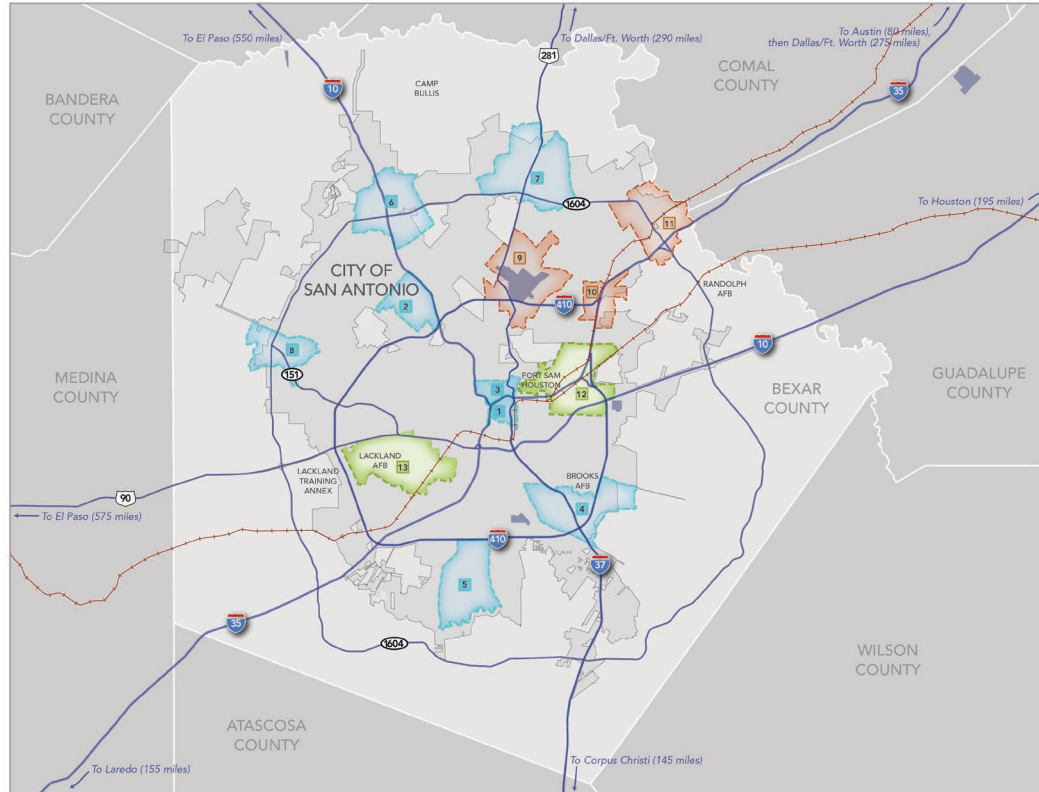 To El Paso (550 miles)
To Dallas/Ft. Worth (290 miles)
To Austin (80 miles),
then Dallas/Ft. Worth (275 miles)
281
COMAL
COUNTY
CAMP
BULLIS
10
35
BANDERA
COUNTY
7
6
1604
To Houston (195 miles)
11
9
CITY OF
SAN ANTONIO
RANDOLPH
AFB
10
2
410
10
8
151
MEDINA
COUNTY
FORT SAM
HOUSTON
GUADALUPE
COUNTY
BEXAR
COUNTY
3
12
1
LACKLAND
AFB
13
LACKLAND
TRAINING
ANNEX
BROOKS
AFB
90
4
To El Paso (575 miles)
410
37
5
35
1604
WILSON
COUNTY
ATASCOSA
COUNTY
To Laredo (155 miles)
To Corpus Christi (145 miles)